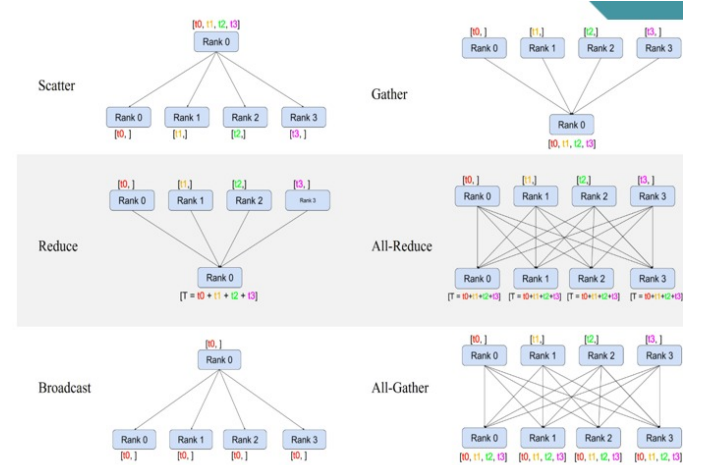 [t0, t1, t2, t3]
Rank 0
Scatter
Rank 0 Rank 1 Rank 2 Rank 3
[t0, ] [t1,] [t2,] [t3, ]
[t0, ] [t1,] [t2,] [t3, ]
Rank 0 Rank 1 Rank 2 Rank 3
Gather
Rank 0
[t0, t1, t2, t3]
[t0, ] [t1,] [t2,] [t3, ]
Rank 0 Rank 1 Rank 2 Rank 3
Reduce
Rank 0
[T = t0 + t1 + t2 + t3]
[t0, ] [t1,] [t2,] [t3, ]
Rank 0 Rank 1 Rank 2 Rank 3
All-Reduce
Rank 0 Rank 1 Rank 2 Rank 3
[T = t0+t1+t2+t3] [T = t0+t1+t2+t3] [T = t0+t1+t2+t3] [T = t0+t1+t2+t3]
[t0, ]
Rank 0
Broadcast
Rank 0 Rank 1 Rank 2 Rank 3
[t0, ] [t0, ] [t0, ] [t0, ]
[t0, ] [t1,] [t2,] [t3, ]
Rank 0 Rank 1 Rank 2 Rank 3
All-Gather
Rank 0 Rank 1 Rank 2 Rank 3
[t0, t1, t2, t3] [t0, t1, t2, t3] [t0, t1, t2, t3] [t0, t1, t2, t3]